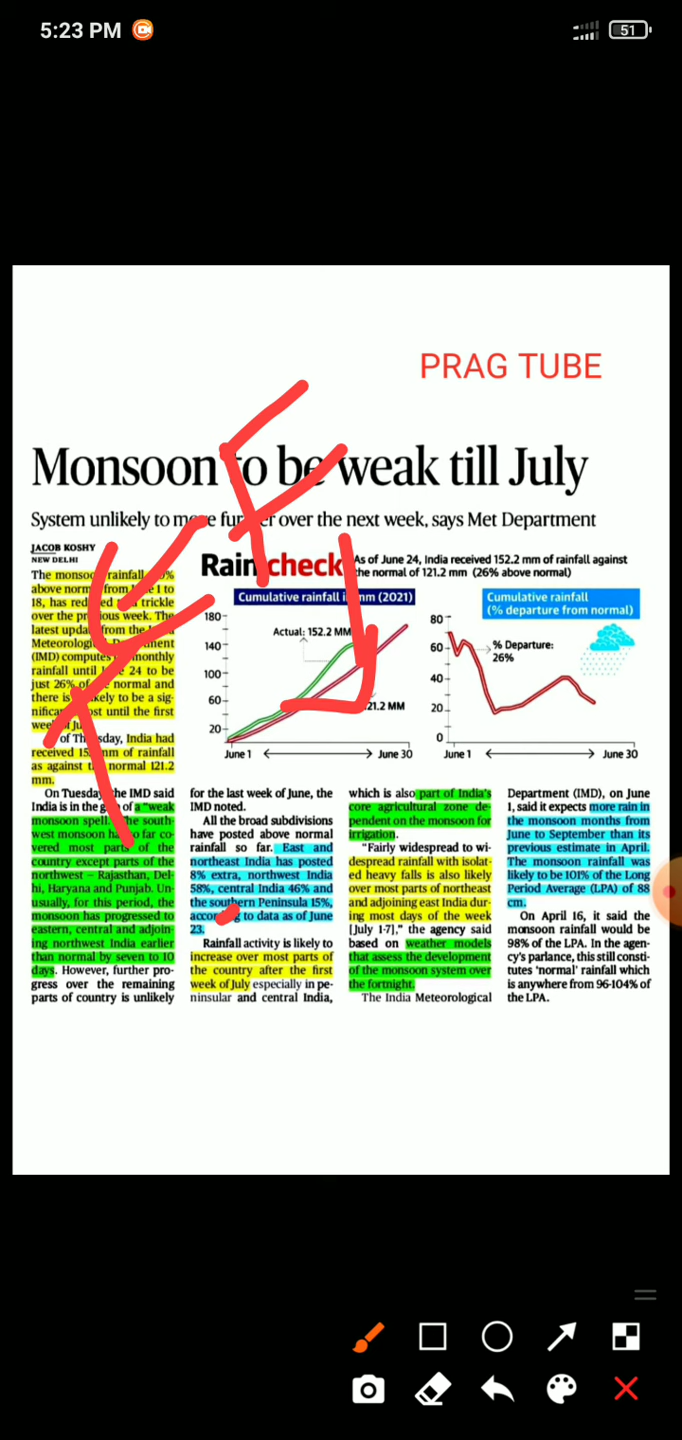 5:23 PM
51
PRAG TUBE
Monsoon to be weak till July
System unlikely to move further over the next week, says Met Department
JACOB KOSHY
NEW DELHI
The monsoon rainfall
above from 1 to
18, has a trickle
over the previous week. The
latest update from the
Meteorological Department
(IMD) computes monthly
rainfall until 24 to be
just 26% of normal and
there is to be a sig-
nificant until the first
week
of day, India had
received mm of rainfall
as against normal 121.2
mm.
On Tuesday, the IMD said
India is in the of a "weak
monsoon spell. The south-
west monsoon has so far co-
vered most parts of the
country except parts of the
northwest – Rajasthan, Del-
hi, Haryana and Punjab. Un-
usually, for this period, the
monsoon has progressed to
eastern, central and adjoin-
ing northwest India earlier
than normal by seven to 10
days. However, further pro-
gress over the remaining
parts of country is unlikely
Rain check
As of June 24, India received 152.2 mm of rainfall against
the normal of 121.2 mm (26% above normal)
Cumulative rainfall in mm (2021)
180
140
100
60
20
Actual: 152.2 MM
21.2 MM
June 1
June 30
Cumulative rainfall
(% departure from normal)
80
60
40
20
0
% Departure:
26%
June 1
June 30
for the last week of June, the
IMD noted.
All the broad subdivisions
have posted above normal
rainfall so far. East and
northeast India has posted
8% extra, northwest India
58%, central India 46% and
the southern Peninsula 15%,
according to data as of June
23.
Rainfall activity is likely to
increase over most parts of
the country after the first
week of July especially in pe-
ninsular and central India,
which is also part of India's
core agricultural zone de-
pendent on the monsoon for
irrigation.
"Fairly widespread to wi-
despread rainfall with isolat-
ed heavy falls is also likely
over most parts of northeast
and adjoining east India dur-
ing most days of the week
[July 1-7]," the agency said
based on weather models
that assess the development
of the monsoon system over
the fortnight.
The India Meteorological
Department (IMD), on June
1, said it expects more rain in
the monsoon months from
June to September than its
previous estimate in April.
The monsoon rainfall was
likely to be 101% of the Long
Period Average (LPA) of 88
cm.
On April 16, it said the
monsoon rainfall would be
98% of the LPA. In the agen-
cy's parlance, this still consti-
tutes 'normal' rainfall which
is anywhere from 96-104% of
the LPA.